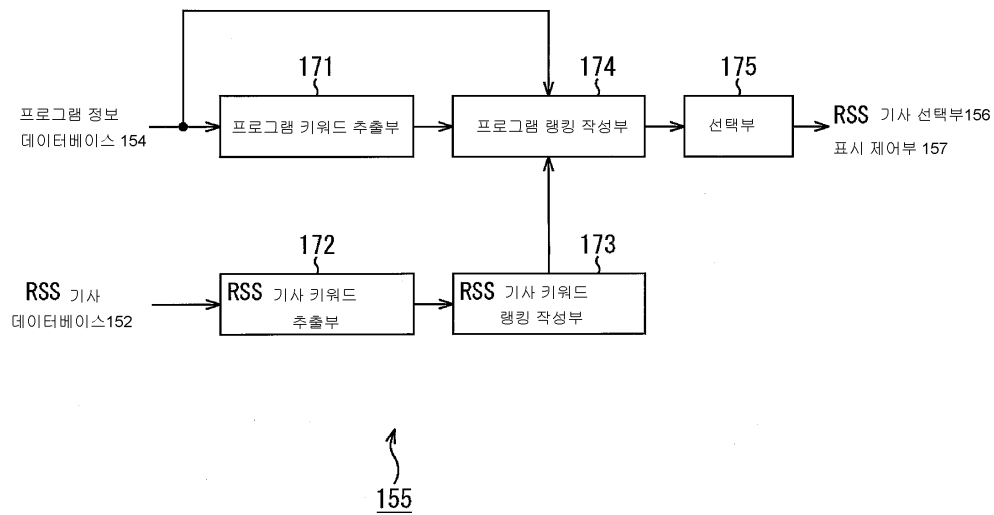 171
174
175
프로그램 정보
데이터베이스 154
프로그램 키워드 추출부
프로그램 랭킹 작성부
선택부
RSS 기사 선택부156
표시 제어부 157
172
173
RSS 기사
데이터베이스152
RSS 기사 키워드
추출부
RSS 기사 키워드
랭킹 작성부
155